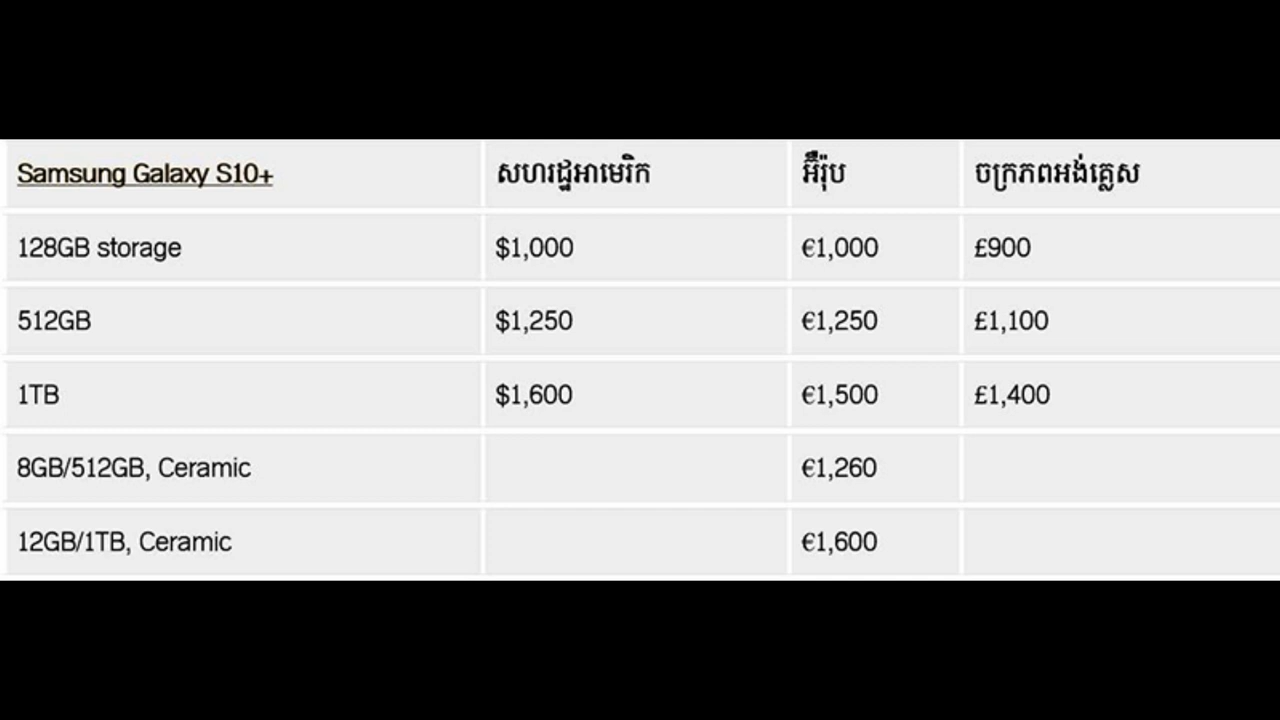 Samsung Galaxy S10+ សហរដ្ឋអាមេរិក អ៊ឺរ៉ុប ចក្រភពអង់គ្លេស
128GB storage $1,000 €1,000 £900
512GB $1,250 €1,250 £1,100
1TB $1,600 €1,500 £1,400
8GB/512GB, Ceramic €1,260
12GB/1TB, Ceramic €1,600